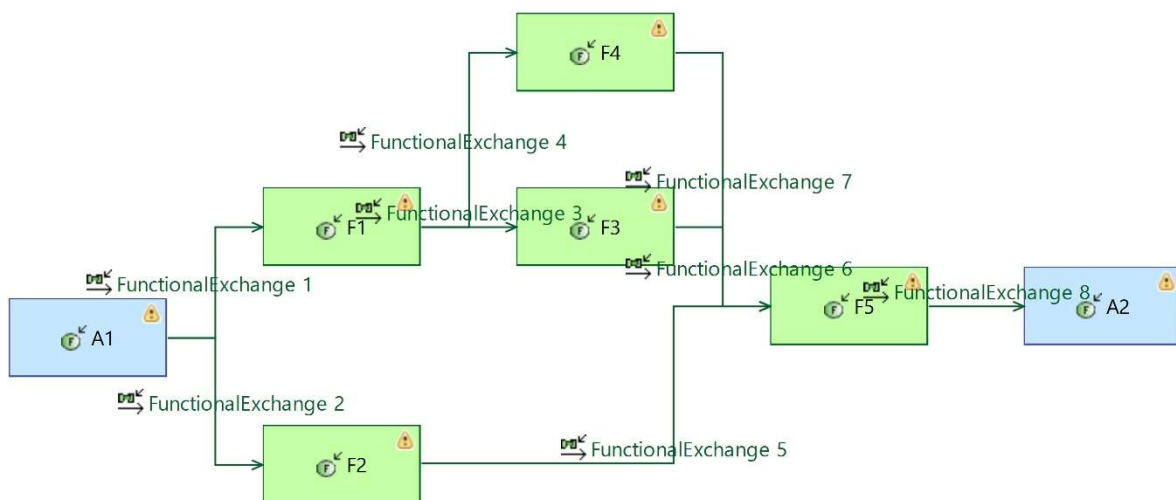 F4
FunctionalExchange 4
FunctionalExchange 7
F1
FunctionalExchange 3
F3
FunctionalExchange 1
FunctionalExchange 6
FunctionalExchange 8
A1
F5
A2
FunctionalExchange 2
FunctionalExchange 5
F2